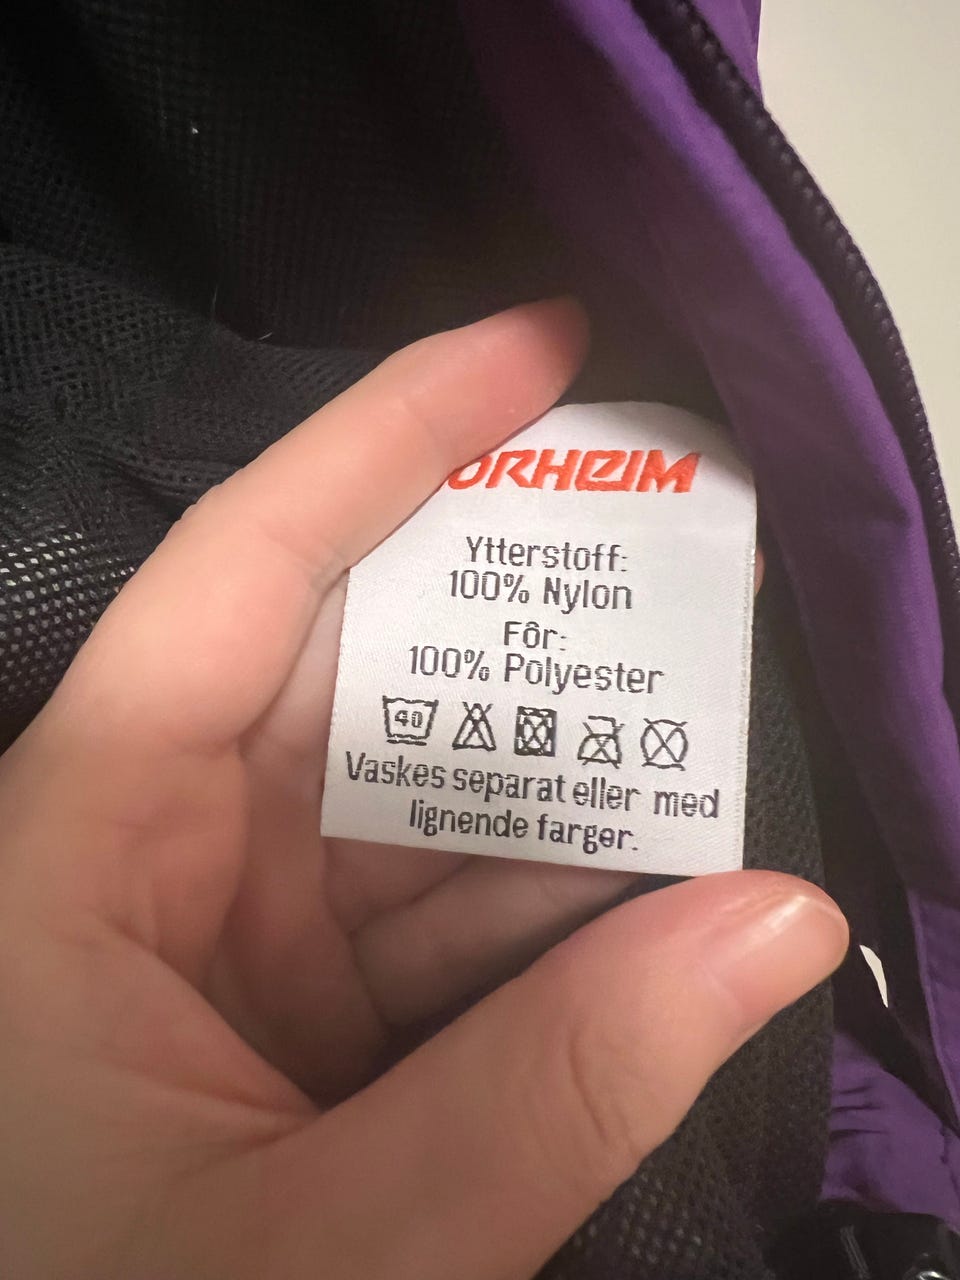 ORHEIM
Ytterstoff:
100% Nylon
Fôr:
100% Polyester
40
Vaskes separat eller med
lignende farger.